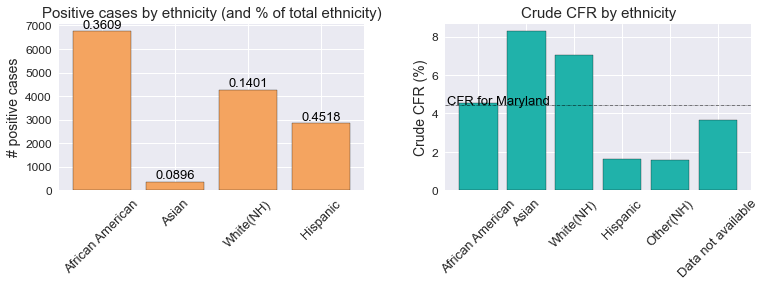 Positive cases by ethnicity (and % of total ethnicity)
# positive cases
7000
6000
5000
4000
3000
2000
1000
0
0.3609
0.0896
0.1401
0.4518
African American
Asian
White(NH)
Hispanic
Crude CFR by ethnicity
Crude CFR (%)
8
6
4
2
0
CFR for Maryland
African American
Asian
White(NH)
Hispanic
Other(NH)
Data not available